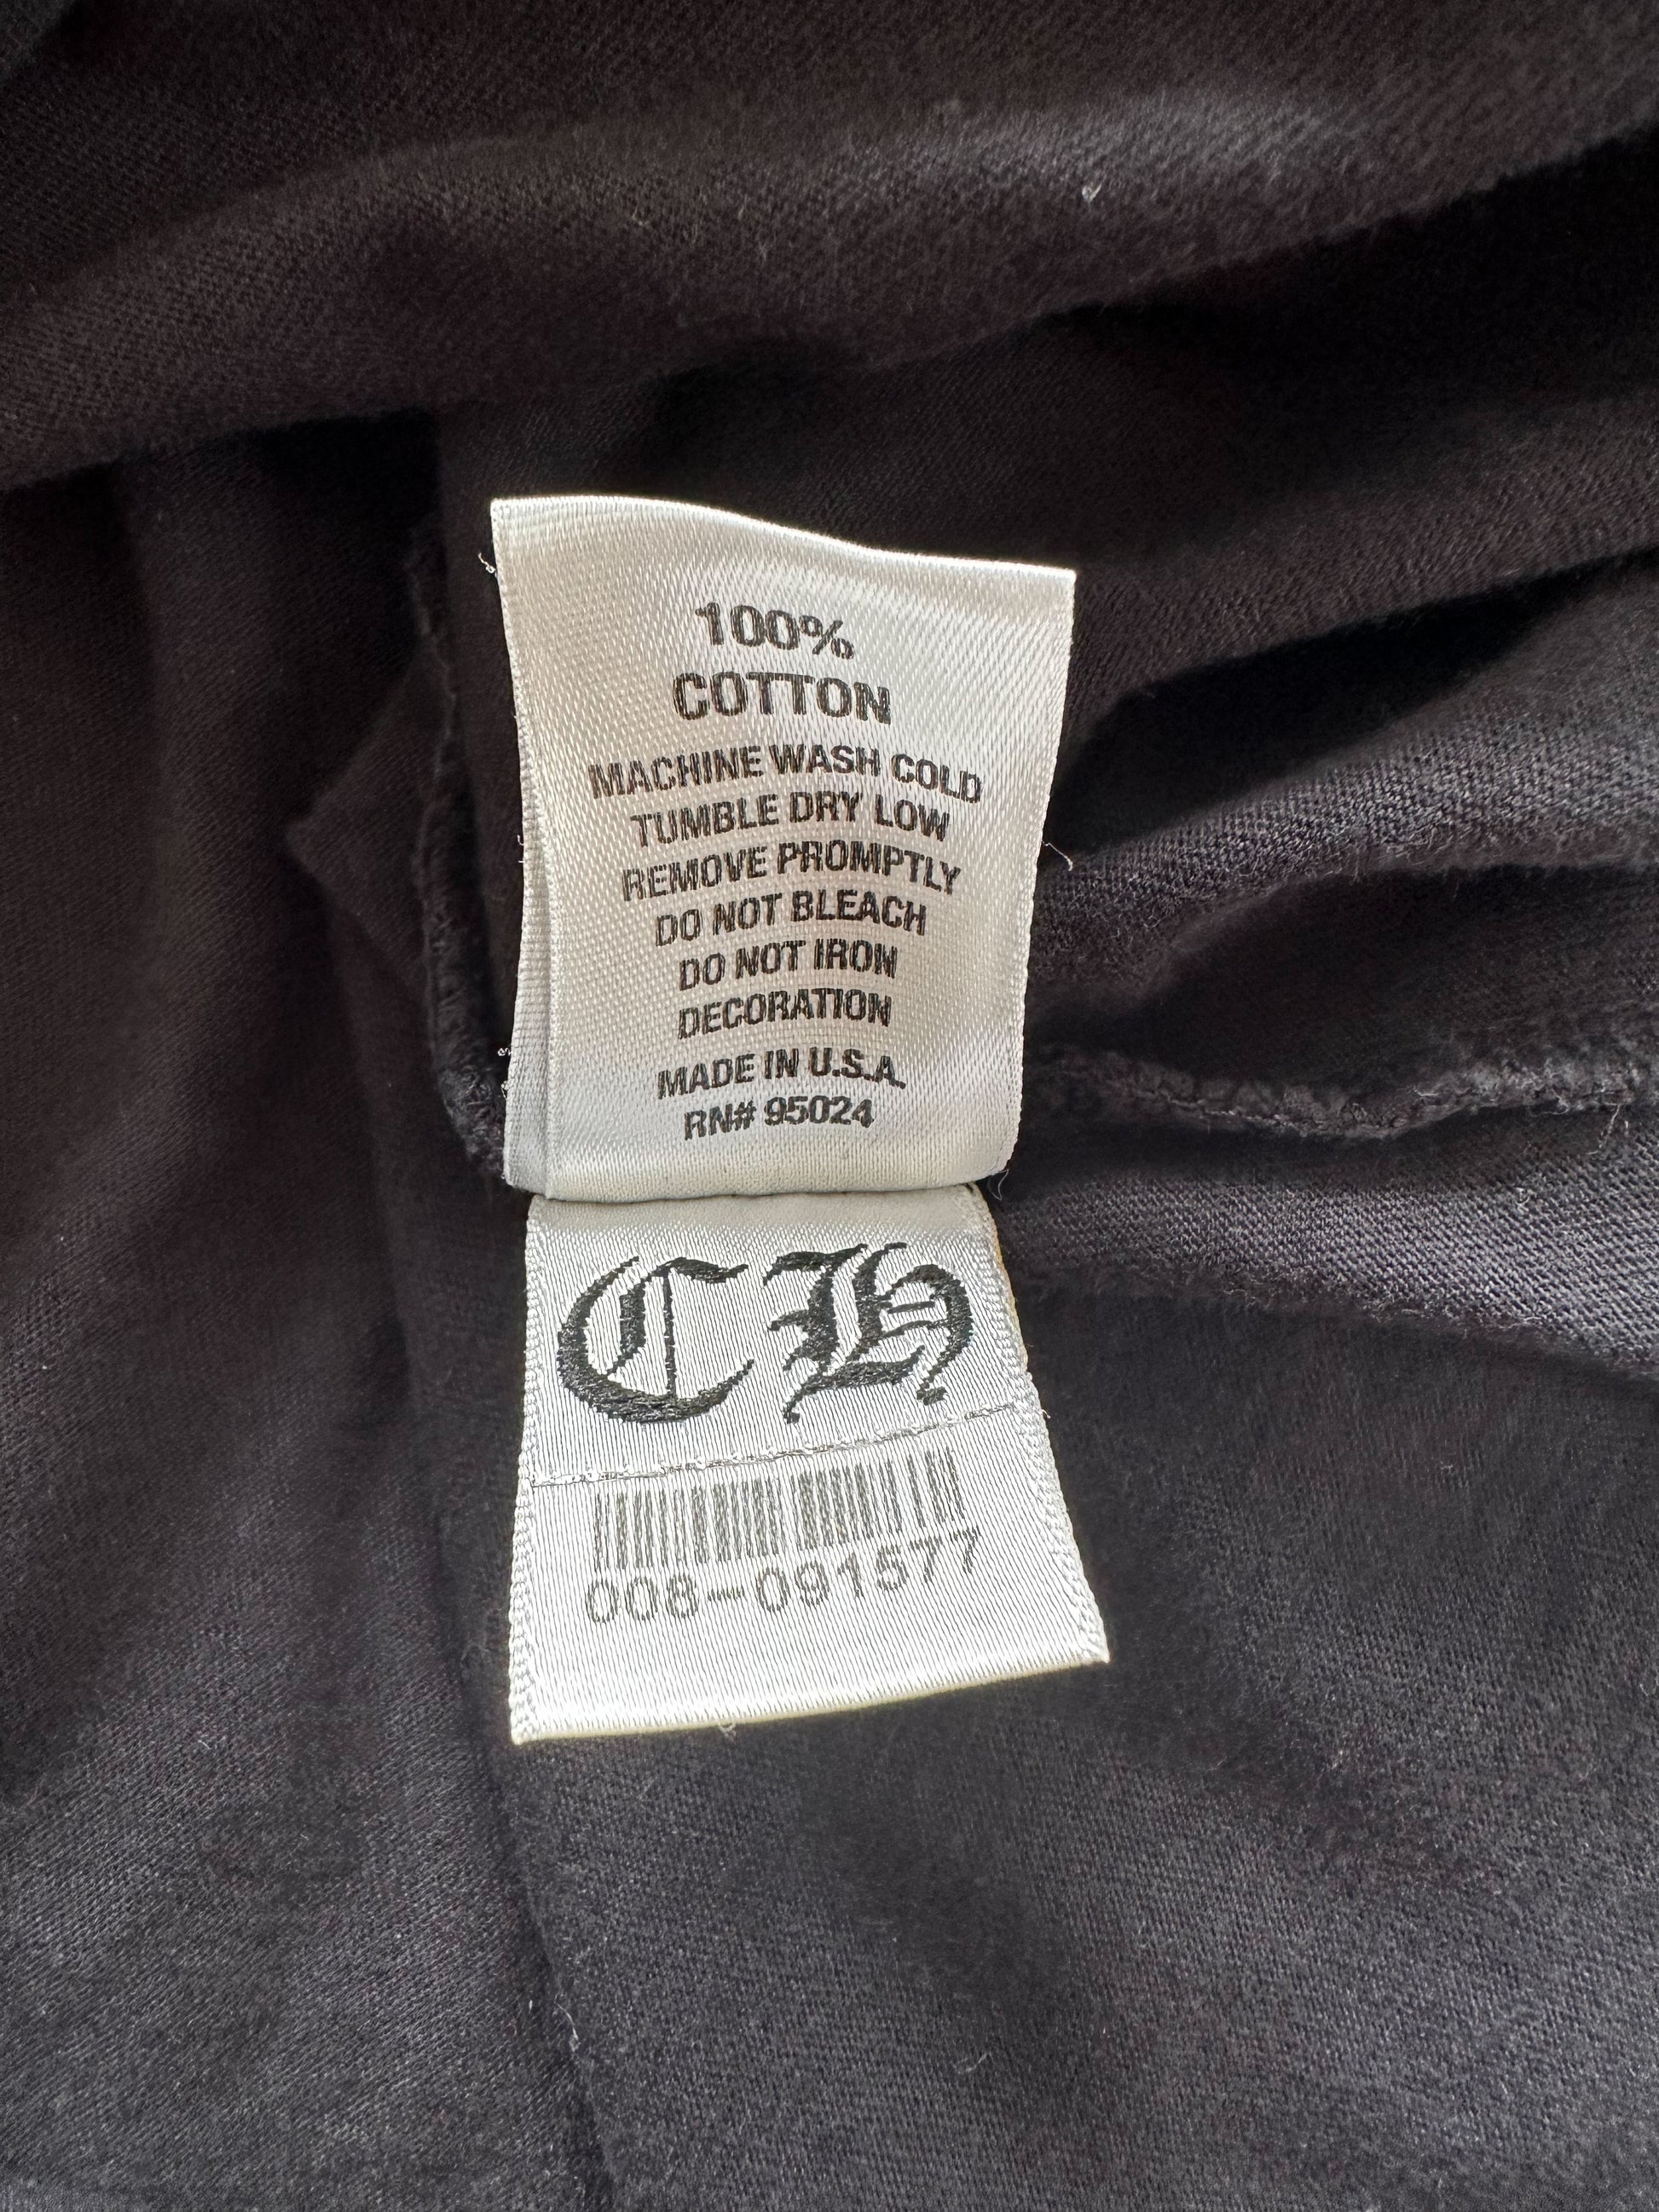 100%
COTTON
MACHINE WASH COLD
TUMBLE DRY LOW
REMOVE PROMPTLY
DO NOT BLEACH
DO NOT IRON
DECORATION
MADE IN U.S.A.
RN# 95024
CH
008-091577